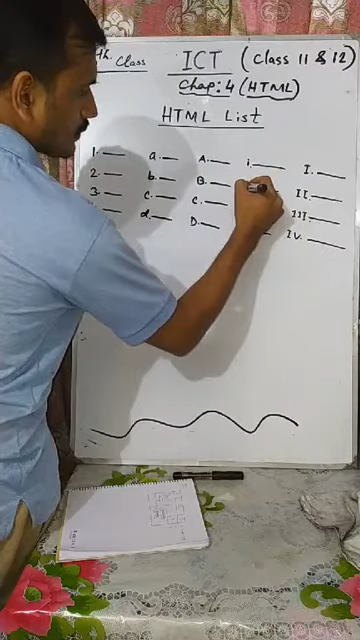 Class
ICT (Class 11 & 12)
Chap: 4 (HTML)
HTML List
1. a. A. i. I.
2. b. B. II.
3. c. C. III
d. D. IV.